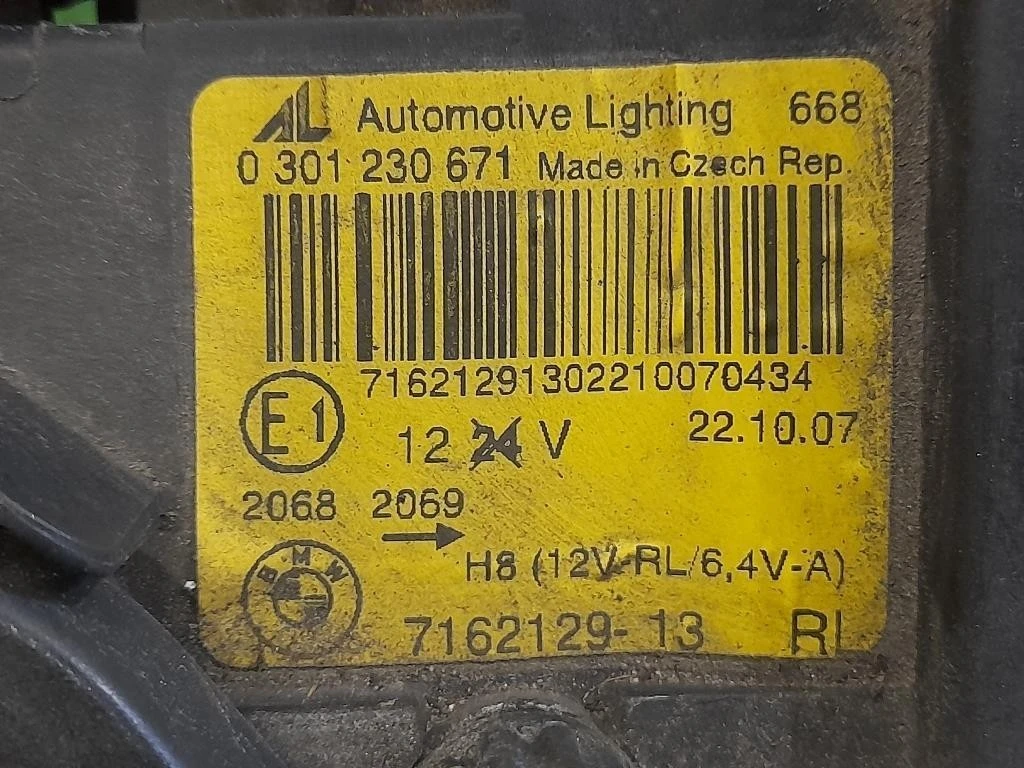 AL Automotive Lighting 668
0 301 230 671 Made in Czech Rep.
71621291302210070434
E1 12 24 V 22.10.07
2068 2069
H8 (12V-RL/6,4V-A)
BMW 7162129-13 RI